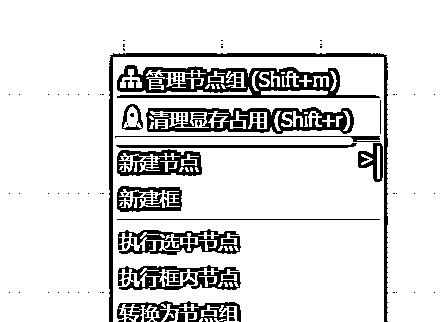 管理节点组 (Shift+m)
清理显存占用 (Shift+r)
新建节点
新建框
执行选中节点
执行框内节点
转换为节点组